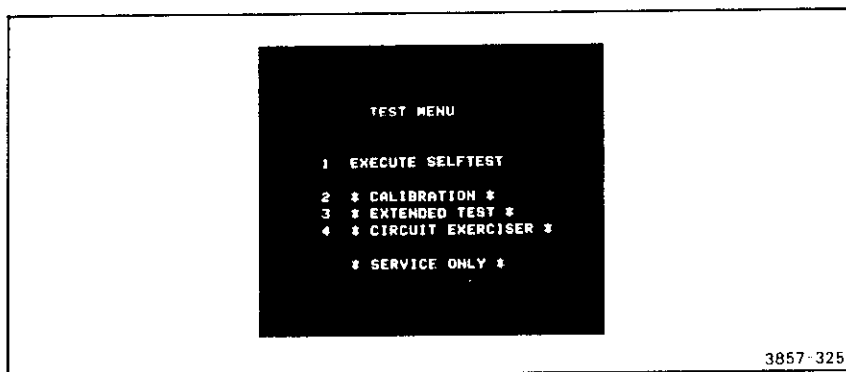 TEST MENU
1 EXECUTE SELFTEST
2 * CALIBRATION *
3 * EXTENDED TEST *
4 * CIRCUIT EXERCISER *
* SERVICE ONLY *
3857-325